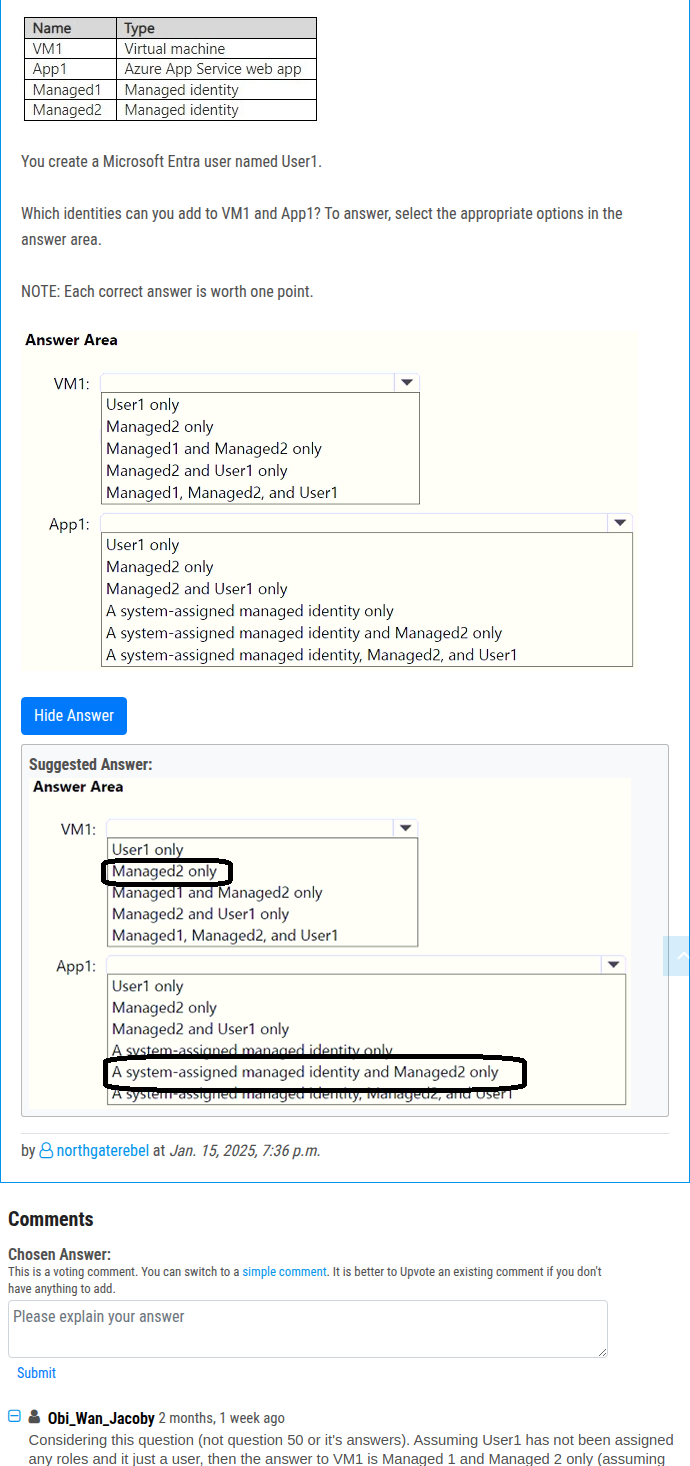 Name Type
VM1 Virtual machine
App1 Azure App Service web app
Managed1 Managed identity
Managed2 Managed identity
You create a Microsoft Entra user named User1.
Which identities can you add to VM1 and App1? To answer, select the appropriate options in the
answer area.
NOTE: Each correct answer is worth one point.
Answer Area
VM1:
User1 only
Managed2 only
Managed1 and Managed2 only
Managed2 and User1 only
Managed1, Managed2, and User1
App1:
User1 only
Managed2 only
Managed2 and User1 only
A system-assigned managed identity only
A system-assigned managed identity and Managed2 only
A system-assigned managed identity, Managed2, and User1
Hide Answer
Suggested Answer:
Answer Area
VM1:
User1 only
Managed2 only
Managed1 and Managed2 only
Managed2 and User1 only
Managed1, Managed2, and User1
App1:
User1 only
Managed2 only
Managed2 and User1 only
A system-assigned managed identity only
A system-assigned managed identity and Managed2 only
A system-assigned managed identity, Managed2, and User1
by northgaterebel at Jan. 15, 2025, 7:36 p.m.
Comments
Chosen Answer:
This is a voting comment. You can switch to a simple comment. It is better to Upvote an existing comment if you don't
have anything to add.
Please explain your answer
Submit
Obi_Wan_Jacoby 2 months, 1 week ago
Considering this question (not question 50 or it's answers). Assuming User1 has not been assigned
any roles and it just a user, then the answer to VM1 is Managed 1 and Managed 2 only (assuming